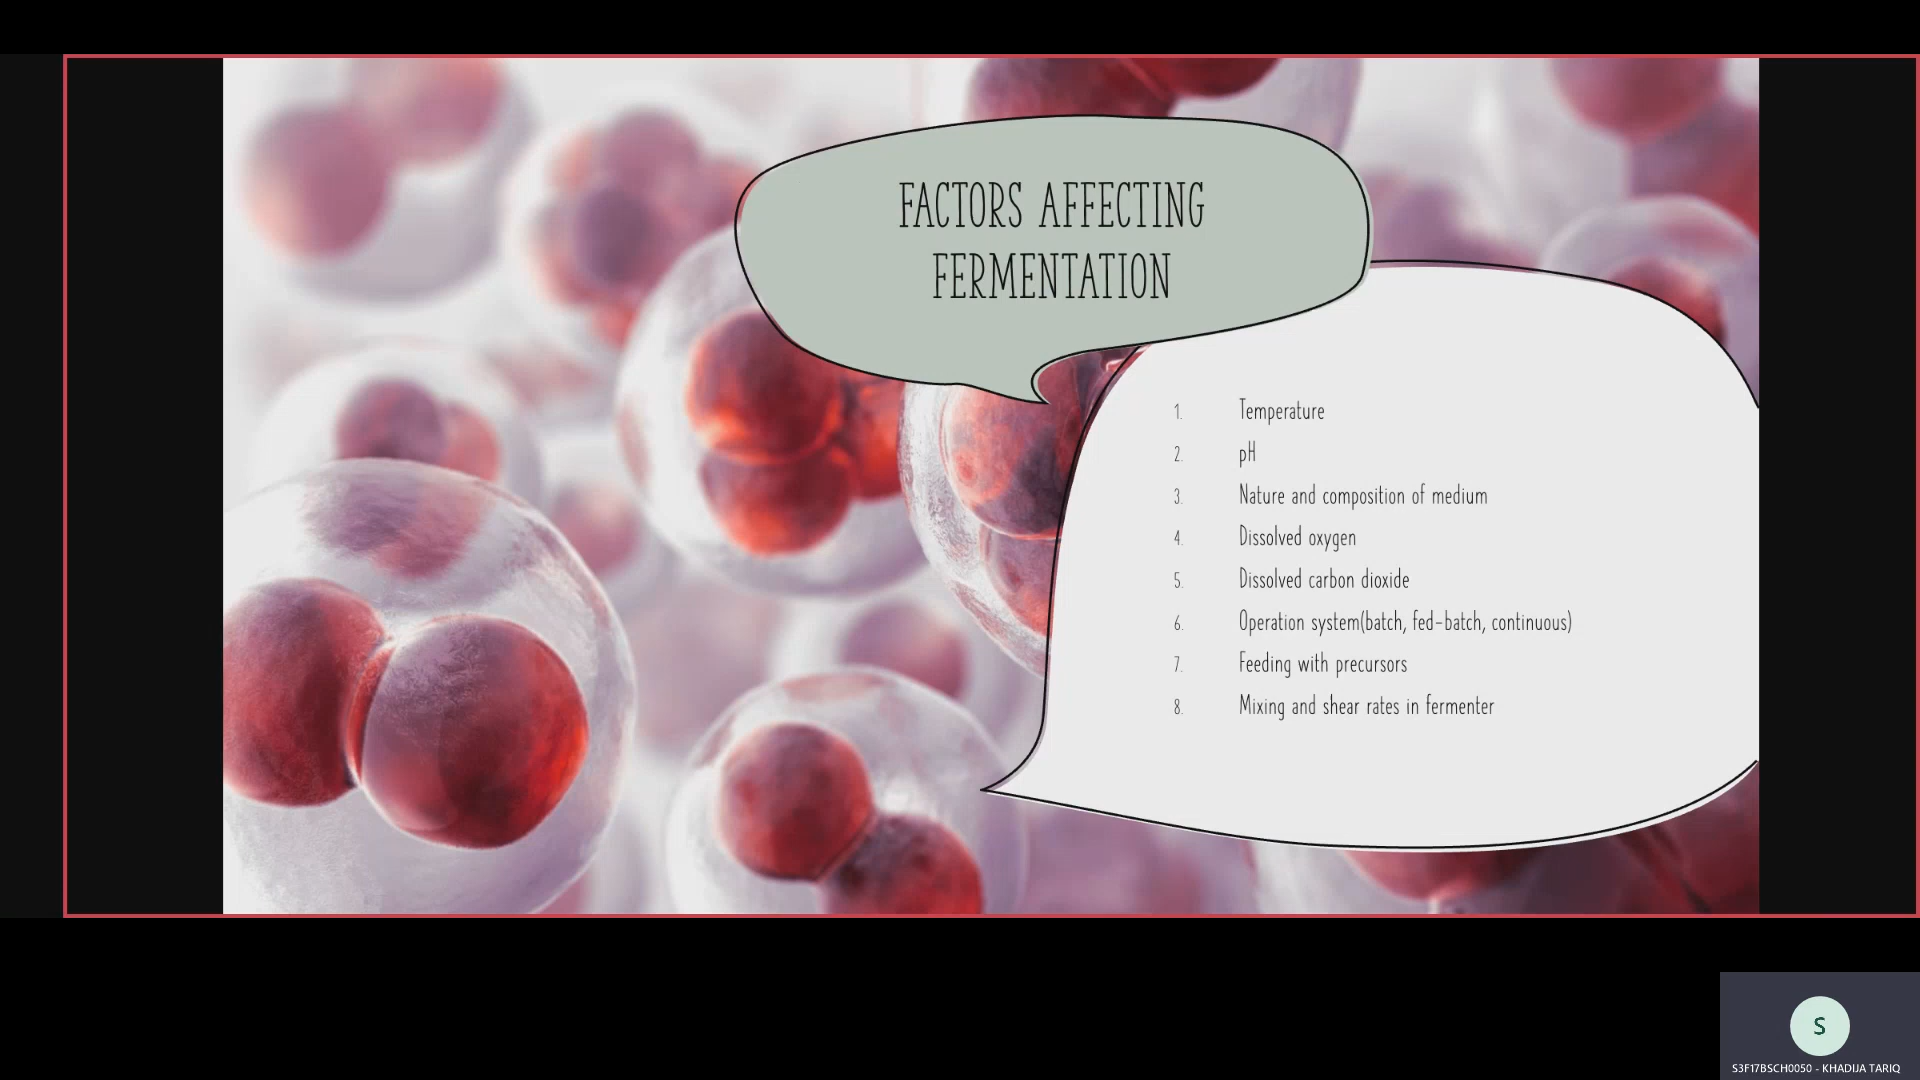 FACTORS AFFECTING
FERMENTATION
1. Temperature
2. pH
3. Nature and composition of medium
4. Dissolved oxygen
5. Dissolved carbon dioxide
6. Operation system(batch, fed-batch, continuous)
7. Feeding with precursors
8. Mixing and shear rates in fermenter
S
S3F17BSCH0050 - KHADIJA TARIQ